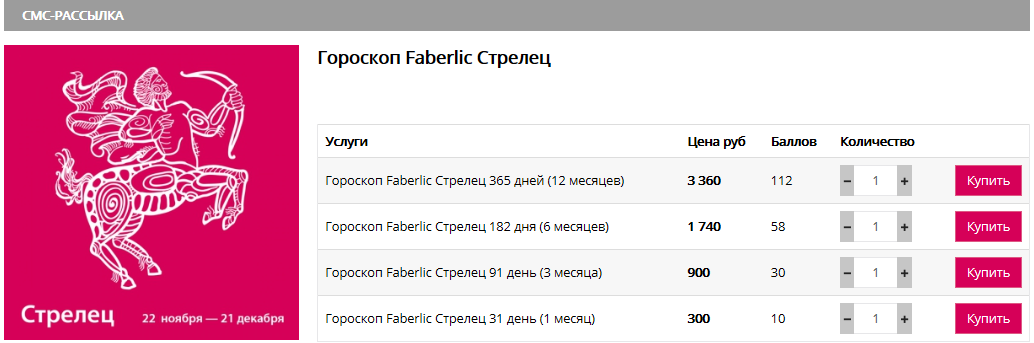 СМС-РАССЫЛКА
Гороскоп Faberlic Стрелец
Услуги Цена руб Баллов Количество
Гороскоп Faberlic Стрелец 365 дней (12 месяцев) 3 360 112 − 1 + Купить
Гороскоп Faberlic Стрелец 182 дня (6 месяцев) 1 740 58 − 1 + Купить
Гороскоп Faberlic Стрелец 91 день (3 месяца) 900 30 − 1 + Купить
Гороскоп Faberlic Стрелец 31 день (1 месяц) 300 10 − 1 + Купить
Стрелец 22 ноября — 21 декабря